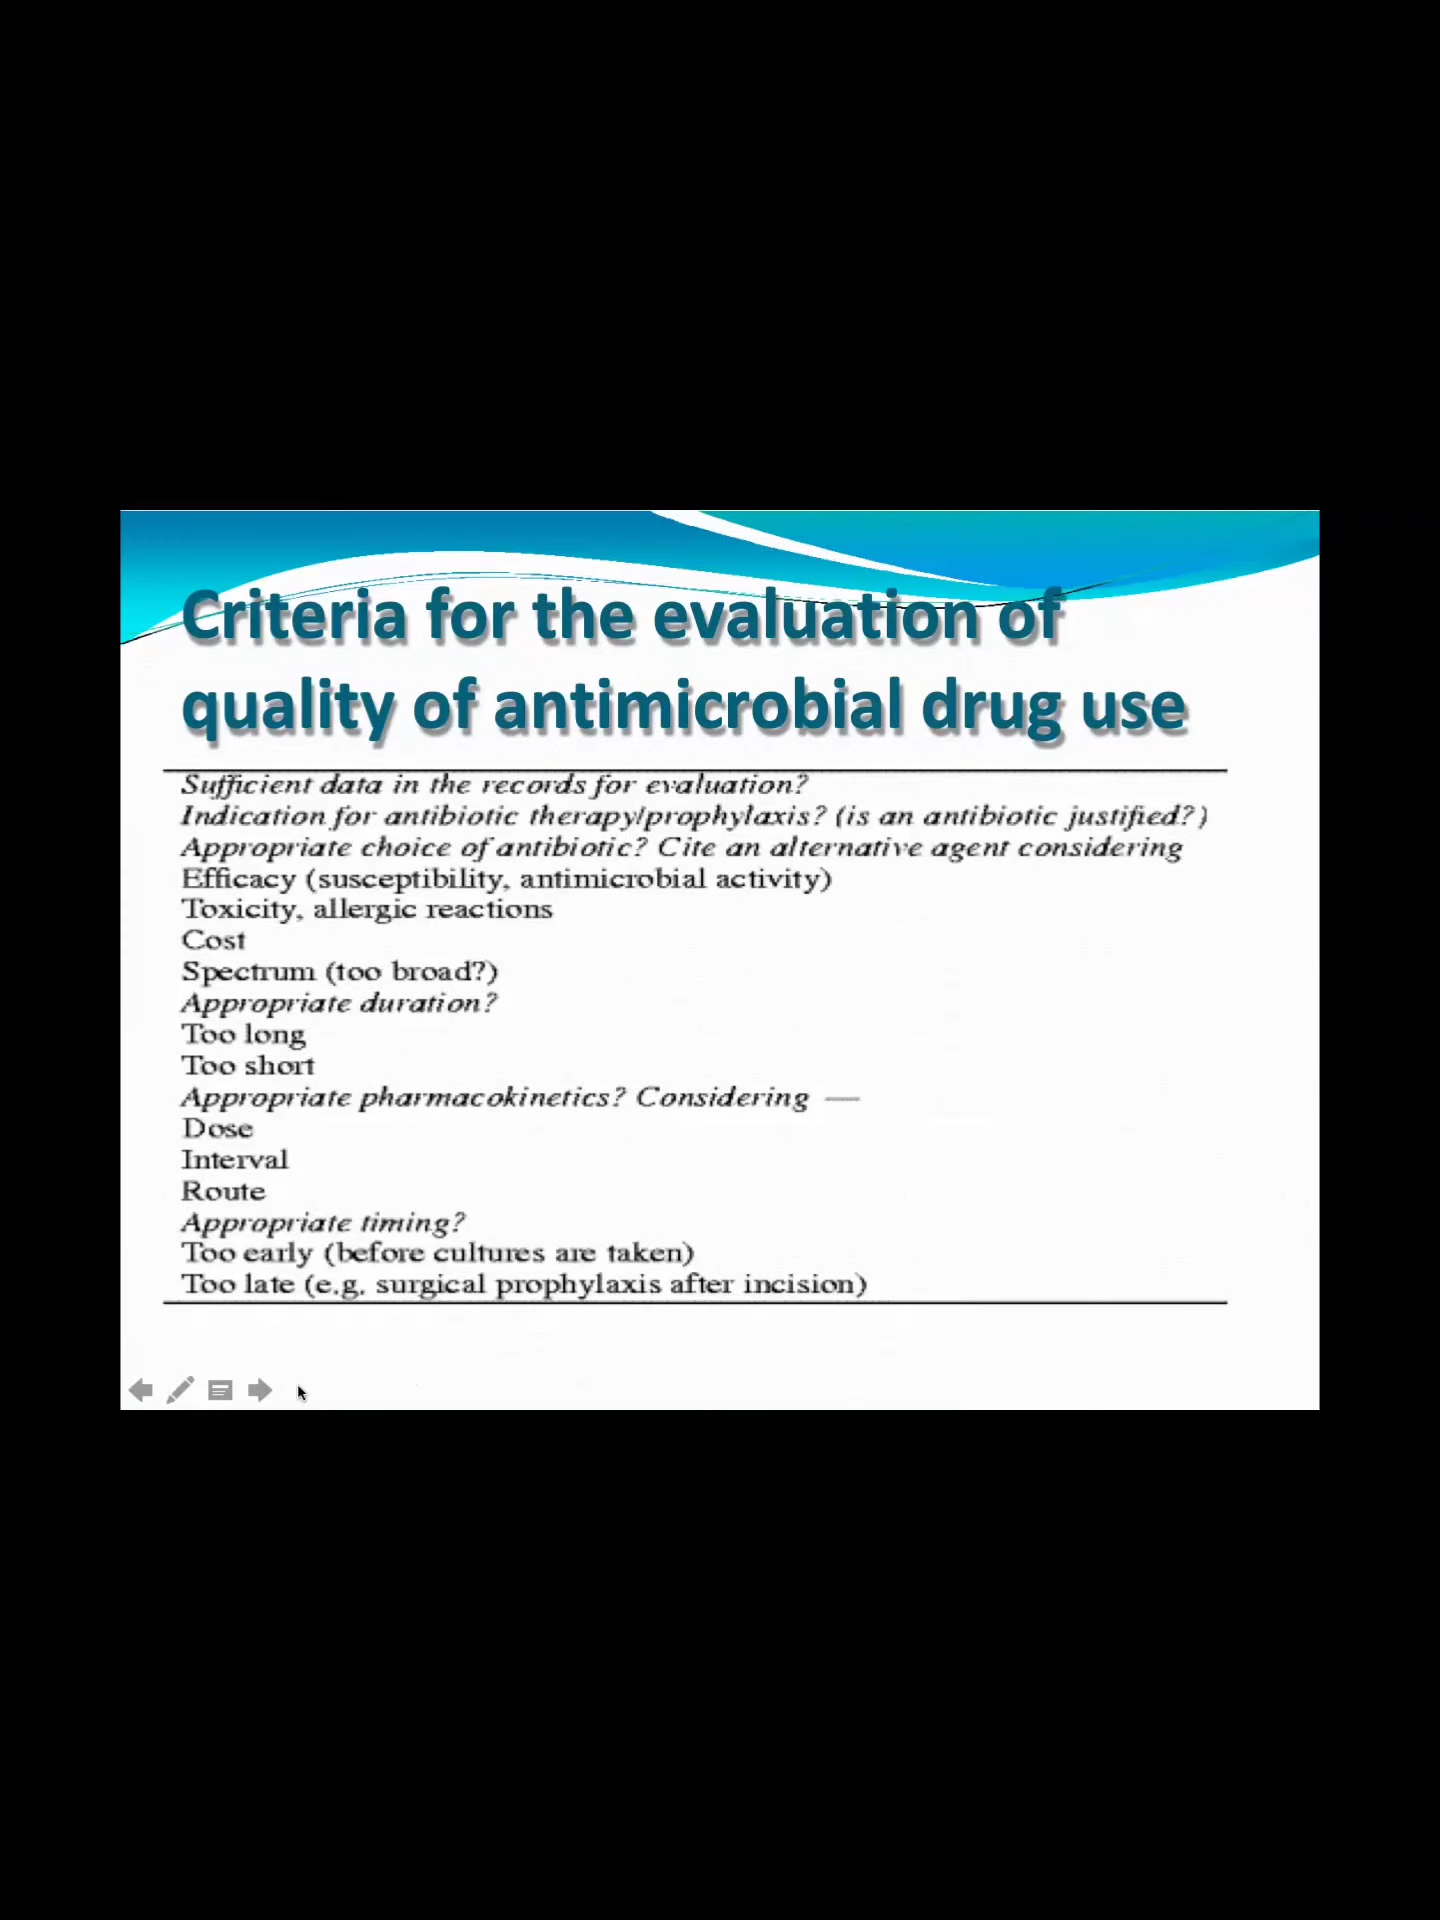 Criteria for the evaluation of
quality of antimicrobial drug use
Sufficient data in the records for evaluation?
Indication for antibiotic therapy/prophylaxis? (is an antibiotic justified?)
Appropriate choice of antibiotic? Cite an alternative agent considering
Efficacy (susceptibility, antimicrobial activity)
Toxicity, allergic reactions
Cost
Spectrum (too broad?)
Appropriate duration?
Too long
Too short
Appropriate pharmacokinetics? Considering —
Dose
Interval
Route
Appropriate timing?
Too early (before cultures are taken)
Too late (e.g. surgical prophylaxis after incision)